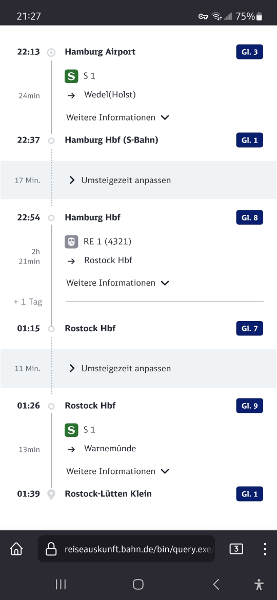 21:27 75%
22:13 Hamburg Airport Gl. 3
S S 1
24min → Wedel(Holst)
Weitere Informationen
22:37 Hamburg Hbf (S-Bahn) Gl. 1
17 Min. Umsteigezeit anpassen
22:54 Hamburg Hbf Gl. 8
RE 1 (4321)
2h
21min → Rostock Hbf
Weitere Informationen
+ 1 Tag
01:15 Rostock Hbf Gl. 7
11 Min. Umsteigezeit anpassen
01:26 Rostock Hbf Gl. 9
S S 1
13min → Warnemünde
Weitere Informationen
01:39 Rostock-Lütten Klein Gl. 1
reiseauskunft.bahn.de/bin/query.exe 3